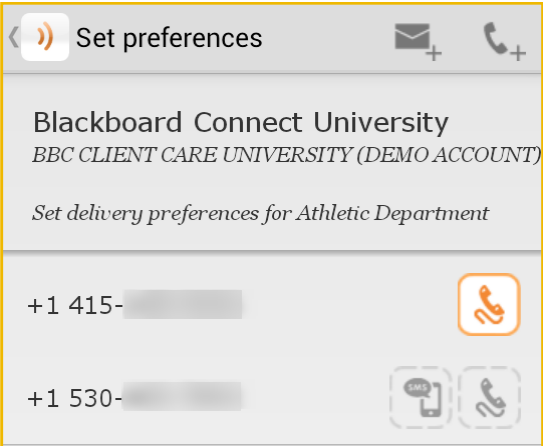 Set preferences
Blackboard Connect University
BBC CLIENT CARE UNIVERSITY (DEMO ACCOUNT)
Set delivery preferences for Athletic Department
+1 415-
+1 530-
SMS